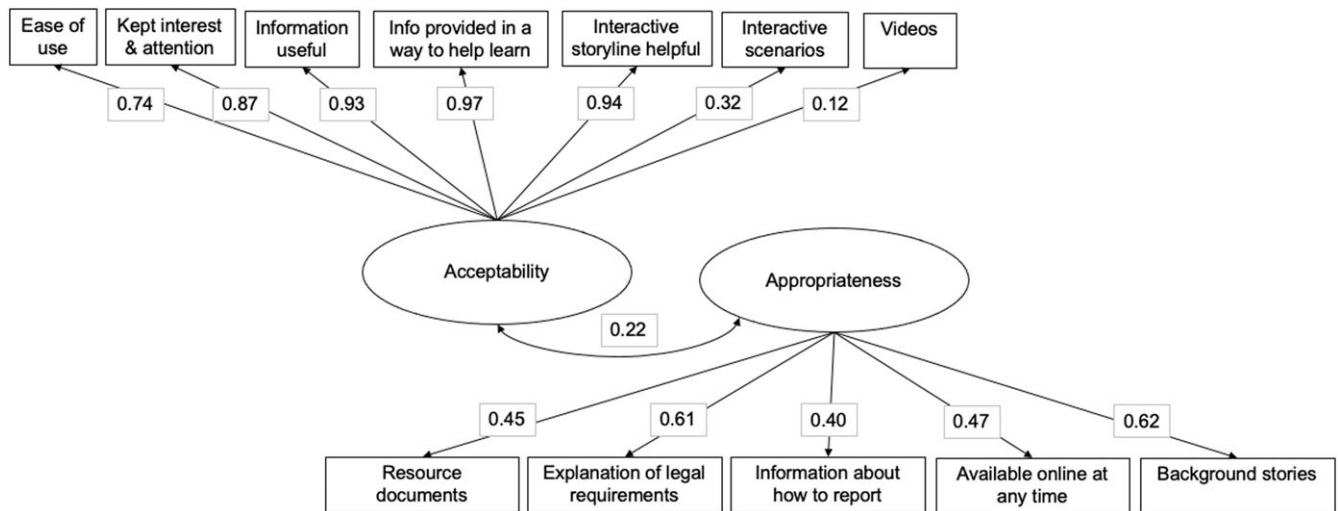 Ease of
use
Kept interest
& attention
Information
useful
Info provided in a
way to help learn
Interactive
storyline helpful
Interactive
scenarios
Videos
0.74
0.87
0.93
0.97
0.94
0.32
0.12
Acceptability
Appropriateness
0.22
0.45
0.61
0.40
0.47
0.62
Resource
documents
Explanation of legal
requirements
Information about
how to report
Available online at
any time
Background stories